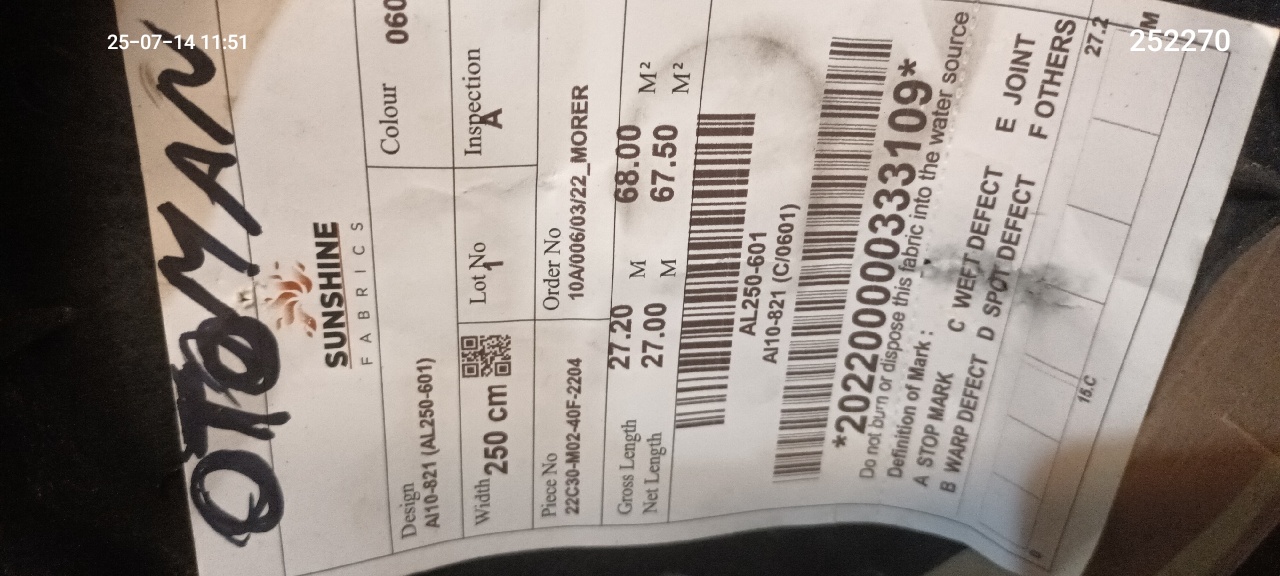 25-07-14 11:51
252270
OTOMAN
SUNSHINE
FABRICS
Design
Al10-821 (AL250-601)
Colour
060
Width
250 cm
Lot No
1
Inspection
A
Piece No
22C30-M02-40F-2204
Order No
10A/006/03/22_MORER
Gross Length 27.20 M 68.00 M²
Net Length 27.00 M 67.50 M²
AL250-601
Al10-821 (C/0601)
*2022000000333109*
Do not burn or dispose this fabric into the water source
Definition of Mark :
A STOP MARK C WEFT DEFECT E JOINT
B WARP DEFECT D SPOT DEFECT F OTHERS
0 15.C 27.2
M